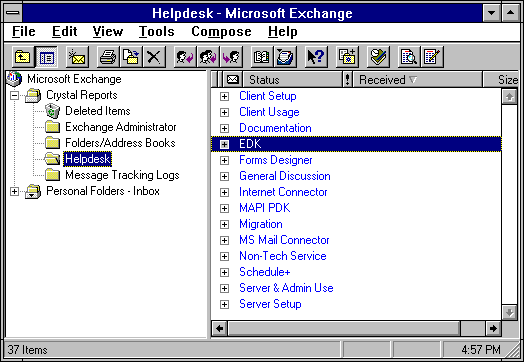 Helpdesk - Microsoft Exchange
File Edit View Tools Compose Help
Microsoft Exchange
Crystal Reports
Deleted Items
Exchange Administrator
Folders/Address Books
Helpdesk
Message Tracking Logs
Personal Folders - Inbox
Status ! Received Size
Client Setup
Client Usage
Documentation
EDK
Forms Designer
General Discussion
Internet Connector
MAPI PDK
Migration
MS Mail Connector
Non-Tech Service
Schedule+
Server & Admin Use
Server Setup
37 Items
4:57 PM